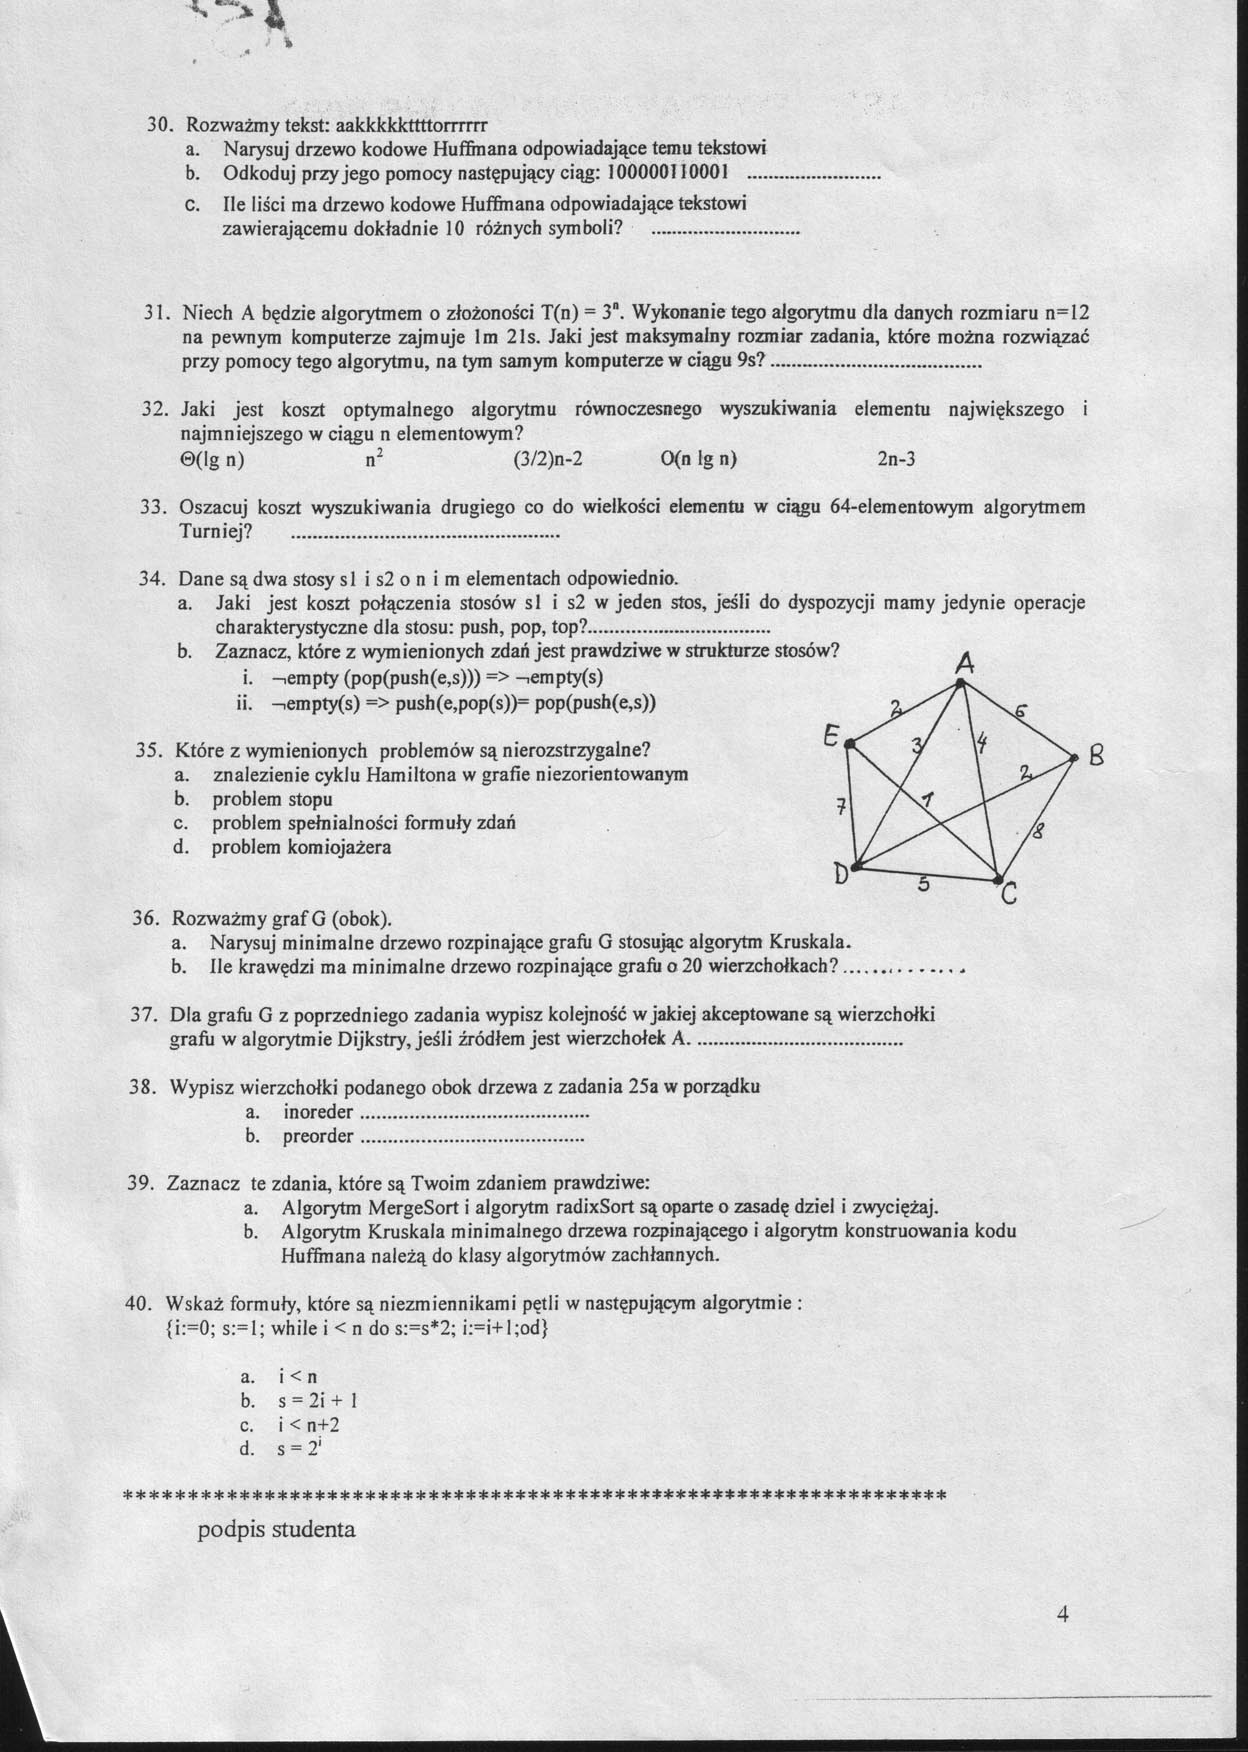 30. Rozważmy tekst: aakkkkkttttorrrrrr
a. Narysuj drzewo kodowe Huffmana odpowiadające temu tekstowi
b. Odkoduj przy jego pomocy następujący ciąg: 100000110001 ..........................
c. Ile liści ma drzewo kodowe Huffmana odpowiadające tekstowi
zawierającemu dokładnie 10 różnych symboli? .............................
31. Niech A będzie algorytmem o złożoności T(n) = 3ⁿ. Wykonanie tego algorytmu dla danych rozmiaru n=12
na pewnym komputerze zajmuje 1m 21s. Jaki jest maksymalny rozmiar zadania, które można rozwiązać
przy pomocy tego algorytmu, na tym samym komputerze w ciągu 9s? ........................................
32. Jaki jest koszt optymalnego algorytmu równoczesnego wyszukiwania elementu największego i
najmniejszego w ciągu n elementowym?
Θ(lg n) n² (3/2)n-2 O(n lg n) 2n-3
33. Oszacuj koszt wyszukiwania drugiego co do wielkości elementu w ciągu 64-elementowym algorytmem
Turniej? ....................................................
34. Dane są dwa stosy s1 i s2 o n i m elementach odpowiednio.
a. Jaki jest koszt połączenia stosów s1 i s2 w jeden stos, jeśli do dyspozycji mamy jedynie operacje
charakterystyczne dla stosu: push, pop, top?...................................
b. Zaznacz, które z wymienionych zdań jest prawdziwe w strukturze stosów?
i. ¬empty (pop(push(e,s))) => ¬empty(s)
ii. ¬empty(s) => push(e,pop(s))= pop(push(e,s))
A
2
6
E
3
4
B
2
7
1
8
D
5
C
35. Które z wymienionych problemów są nierozstrzygalne?
a. znalezienie cyklu Hamiltona w grafie niezorientowanym
b. problem stopu
c. problem spełnialności formuły zdań
d. problem komiojażera
36. Rozważmy graf G (obok).
a. Narysuj minimalne drzewo rozpinające grafu G stosując algorytm Kruskala.
b. Ile krawędzi ma minimalne drzewo rozpinające grafu o 20 wierzchołkach? ................
37. Dla grafu G z poprzedniego zadania wypisz kolejność w jakiej akceptowane są wierzchołki
grafu w algorytmie Dijkstry, jeśli źródłem jest wierzchołek A. ........................................
38. Wypisz wierzchołki podanego obok drzewa z zadania 25a w porządku
a. inoreder ............................................
b. preorder ...........................................
39. Zaznacz te zdania, które są Twoim zdaniem prawdziwe:
a. Algorytm MergeSort i algorytm radixSort są oparte o zasadę dziel i zwyciężaj.
b. Algorytm Kruskala minimalnego drzewa rozpinającego i algorytm konstruowania kodu
Huffmana należą do klasy algorytmów zachłannych.
40. Wskaż formuły, które są niezmiennikami pętli w następującym algorytmie :
{i:=0; s:=1; while i < n do s:=s*2; i:=i+1;od}
a. i < n
b. s = 2i + 1
c. i < n+2
d. s = 2ⁱ
******************************************************************
podpis studenta
4